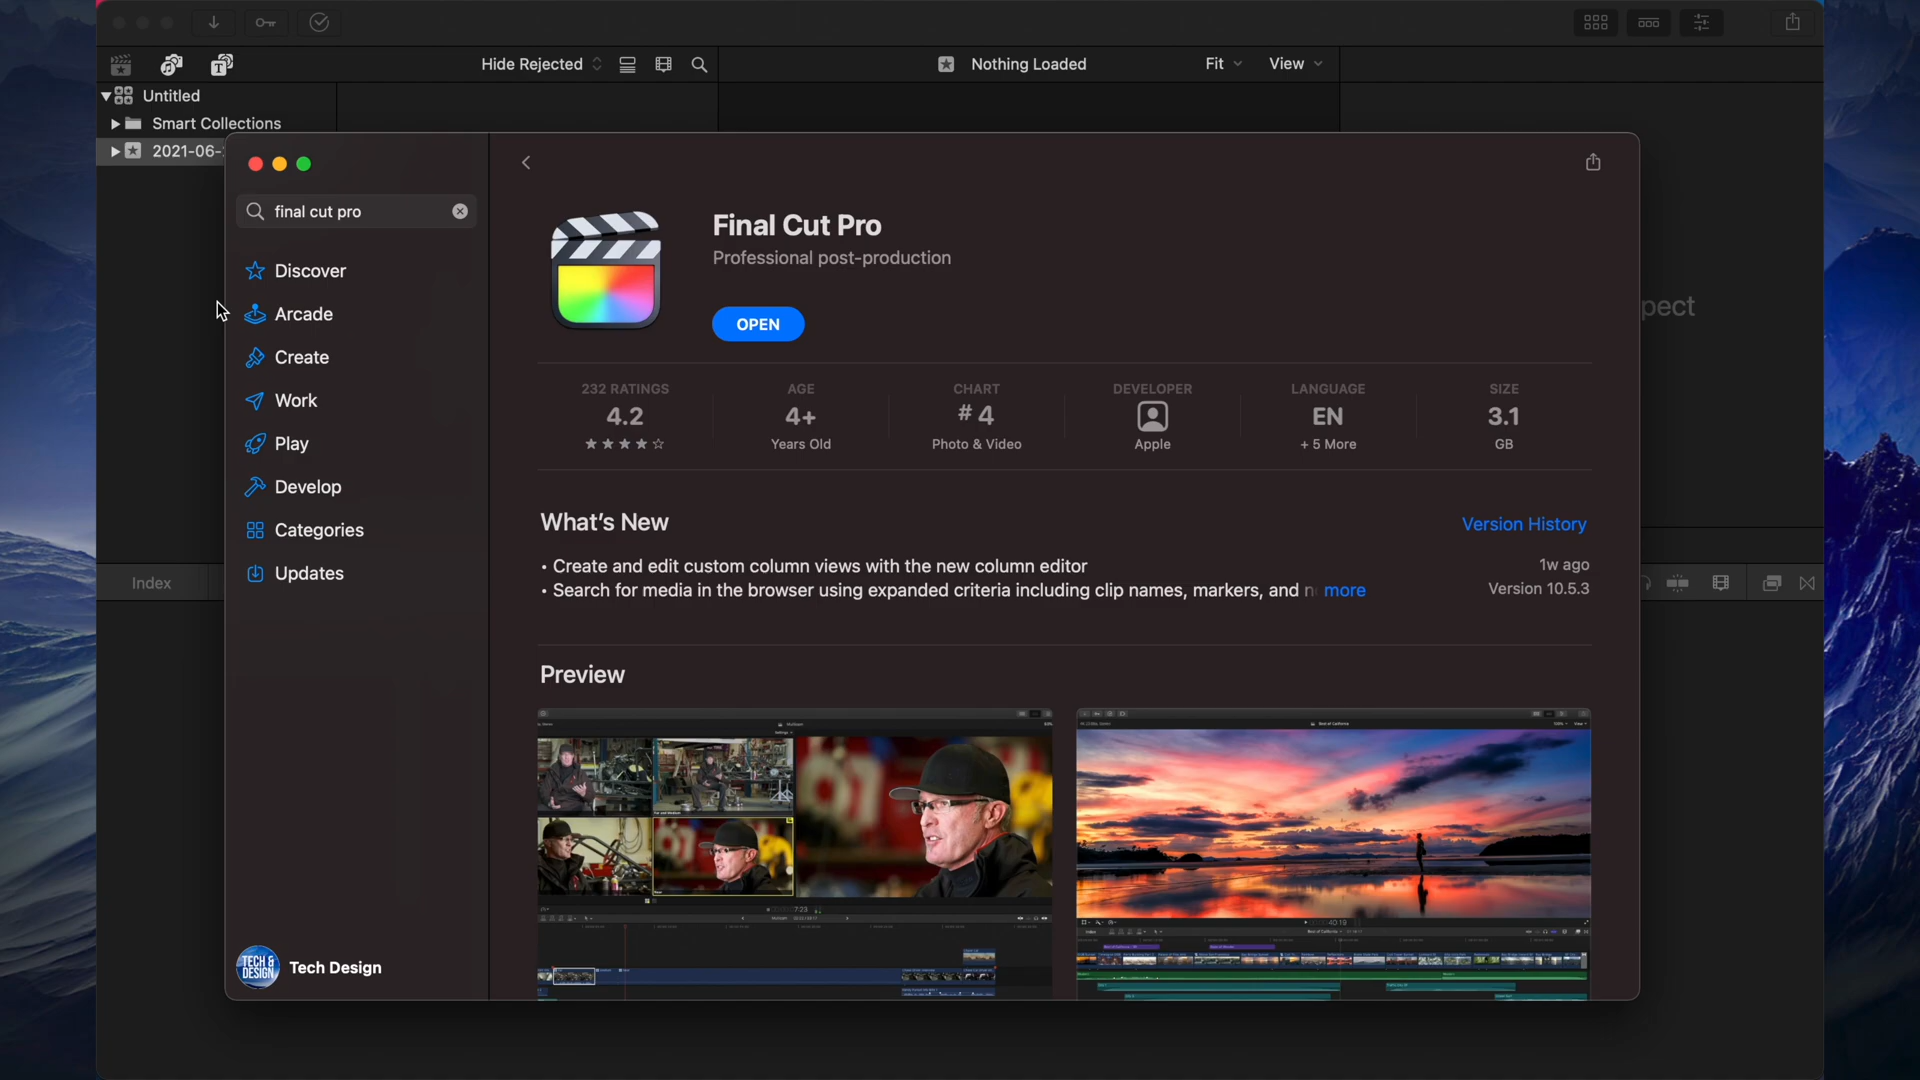 Hide Rejected
Nothing Loaded
Fit
View
Untitled
Smart Collections
2021-06-
final cut pro
Discover
Arcade
Create
Work
Play
Develop
Categories
Updates
Tech Design
TECH &
DESIGN
Index
pect
Final Cut Pro
Professional post-production
OPEN
232 RATINGS
4.2
AGE
4+
Years Old
CHART
#4
Photo & Video
DEVELOPER
Apple
LANGUAGE
EN
+ 5 More
SIZE
3.1
GB
What's New
Version History
• Create and edit custom column views with the new column editor
1w ago
• Search for media in the browser using expanded criteria including clip names, markers, and n more
Version 10.5.3
Preview